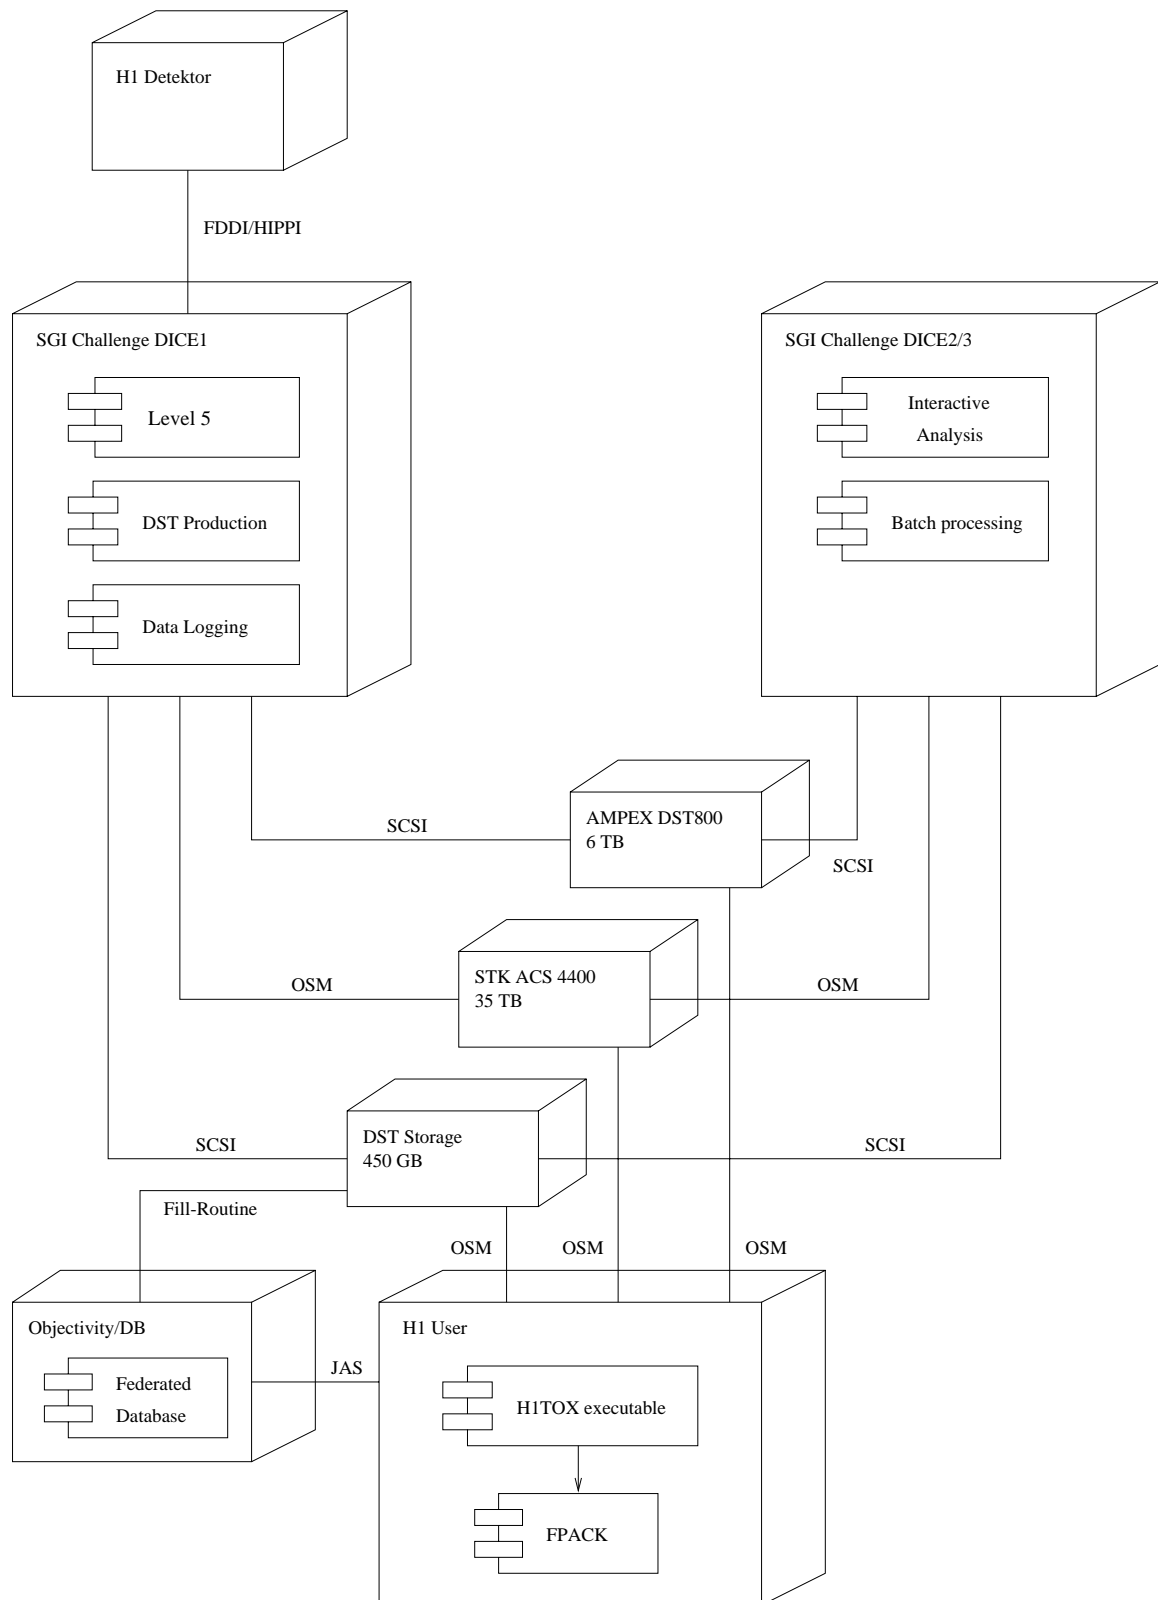 H1 Detektor
FDDI/HIPPI
SGI Challenge DICE1
Level 5
DST Production
Data Logging
SGI Challenge DICE2/3
Interactive
Analysis
Batch processing
AMPEX DST800
6 TB
SCSI
SCSI
STK ACS 4400
35 TB
OSM
OSM
DST Storage
450 GB
SCSI
SCSI
Fill-Routine
OSM
OSM
OSM
Objectivity/DB
Federated
Database
JAS
H1 User
H1TOX executable
FPACK